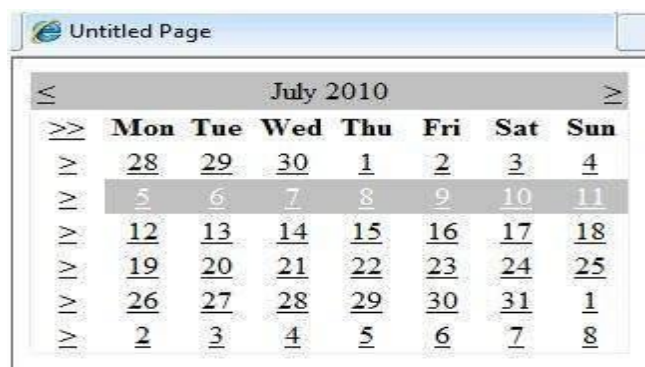 Untitled Page
< July 2010 >
>> Mon Tue Wed Thu Fri Sat Sun
> 28 29 30 1 2 3 4
> 5 6 7 8 9 10 11
> 12 13 14 15 16 17 18
> 19 20 21 22 23 24 25
> 26 27 28 29 30 31 1
> 2 3 4 5 6 7 8